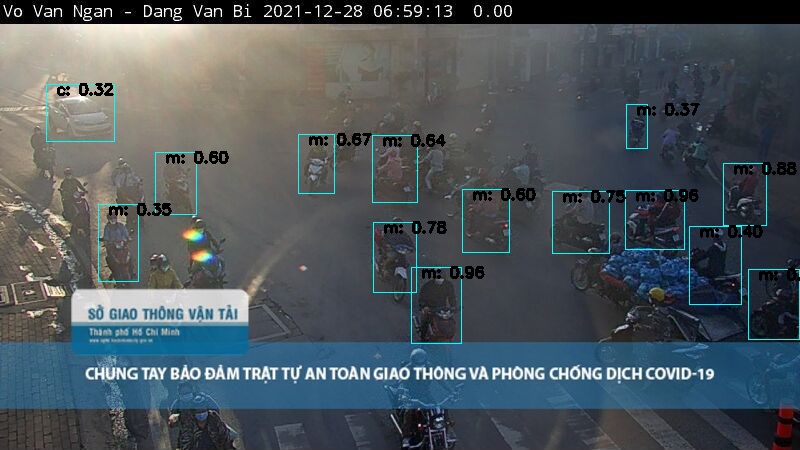 Vo Van Ngan - Dang Van Bi 2021-12-28 06:59:13 0.00
c: 0.32
m: 0.37
m: 0.67
m: 0.64
m: 0.60
m: 0.88
m: 0.35
m: 0.60
m: 0.75
m: 0.96
m: 0.78
m: 0.40
m: 0.96
m: 0.
SỞ GIAO THÔNG VẬN TẢI
Thành phố Hồ Chí Minh
CHUNG TAY BẢO ĐẢM TRẬT TỰ AN TOÀN GIAO THÔNG VÀ PHÒNG CHỐNG DỊCH COVID-19